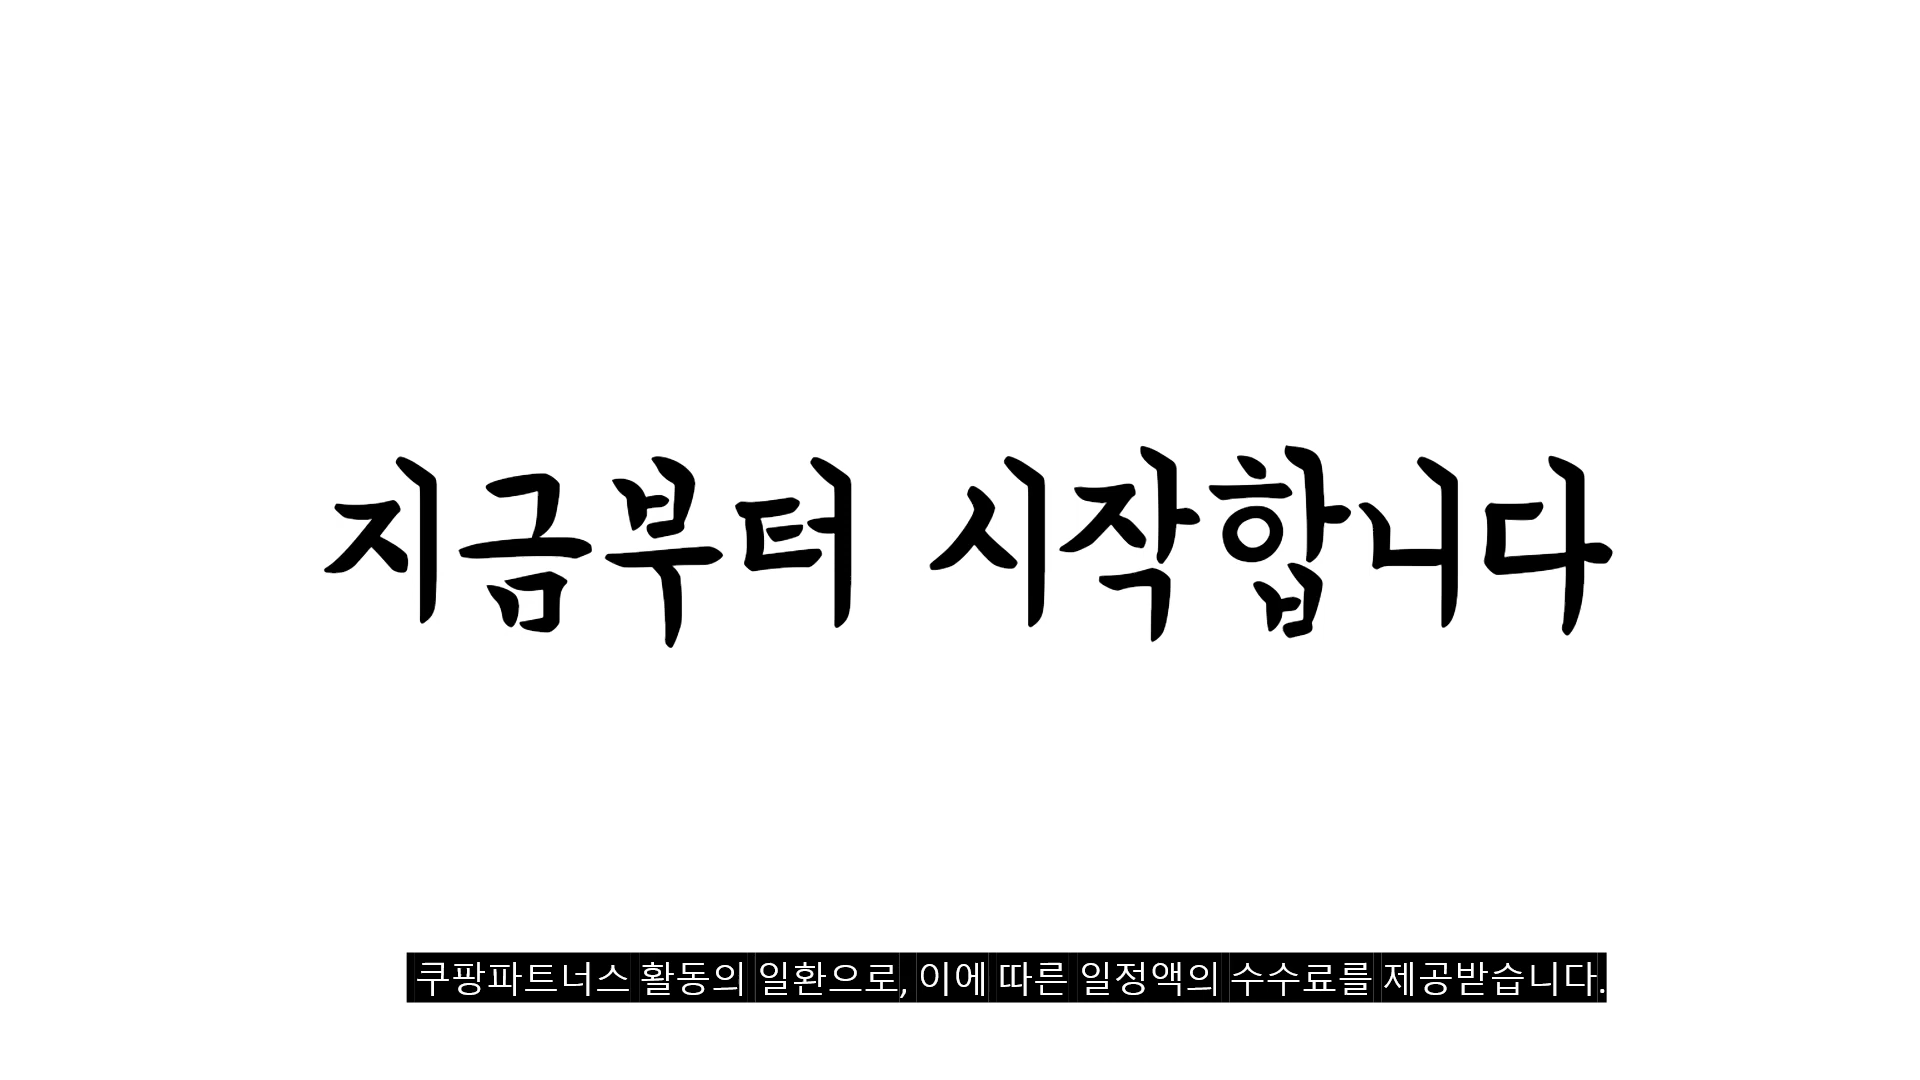 지금부터 시작합니다
쿠팡파트너스 활동의 일환으로, 이에 따른 일정액의 수수료를 제공받습니다.